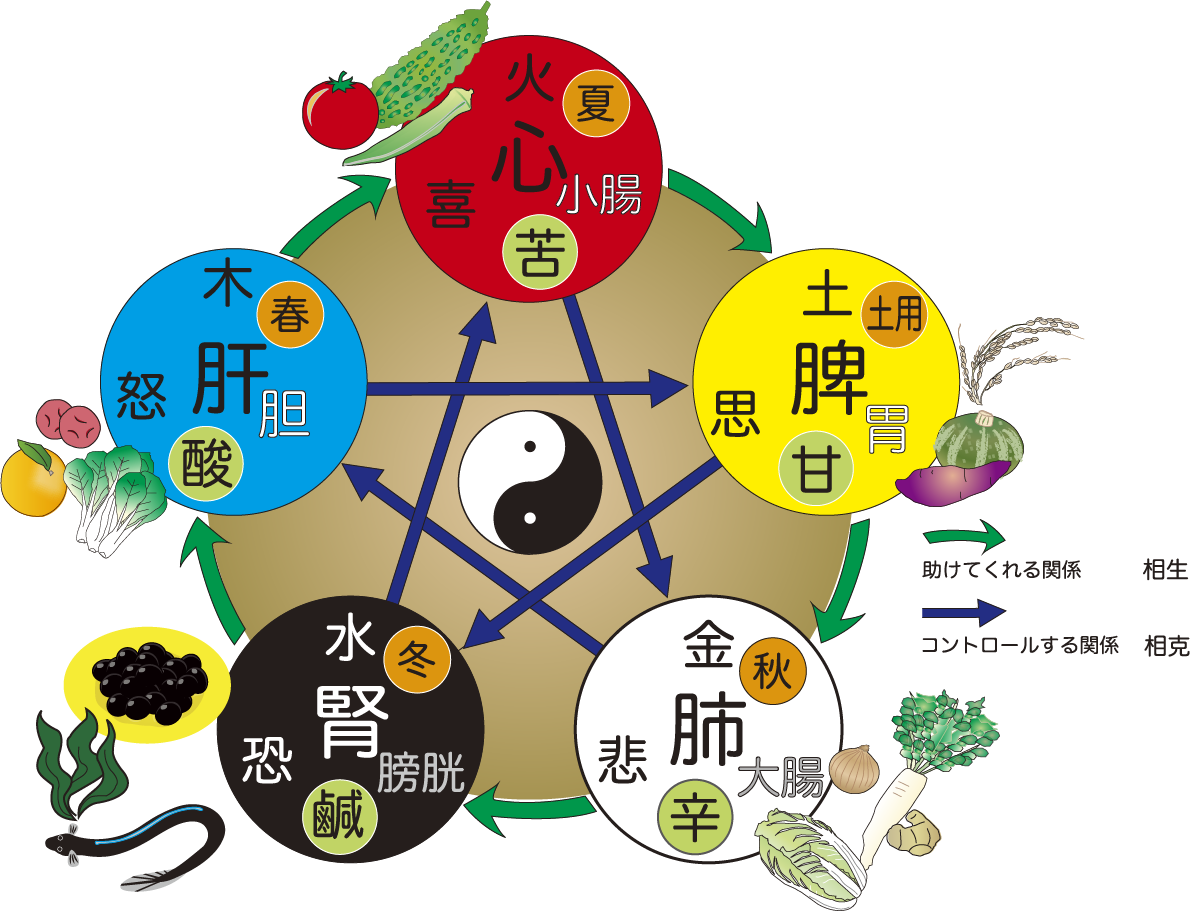 火
夏
心
小腸
喜
苦
木
春
肝
胆
怒
酸
土
土用
脾
胃
思
甘
助けてくれる関係 相生
コントロールする関係 相克
水
冬
腎
膀胱
恐
鹹
金
秋
肺
大腸
悲
辛